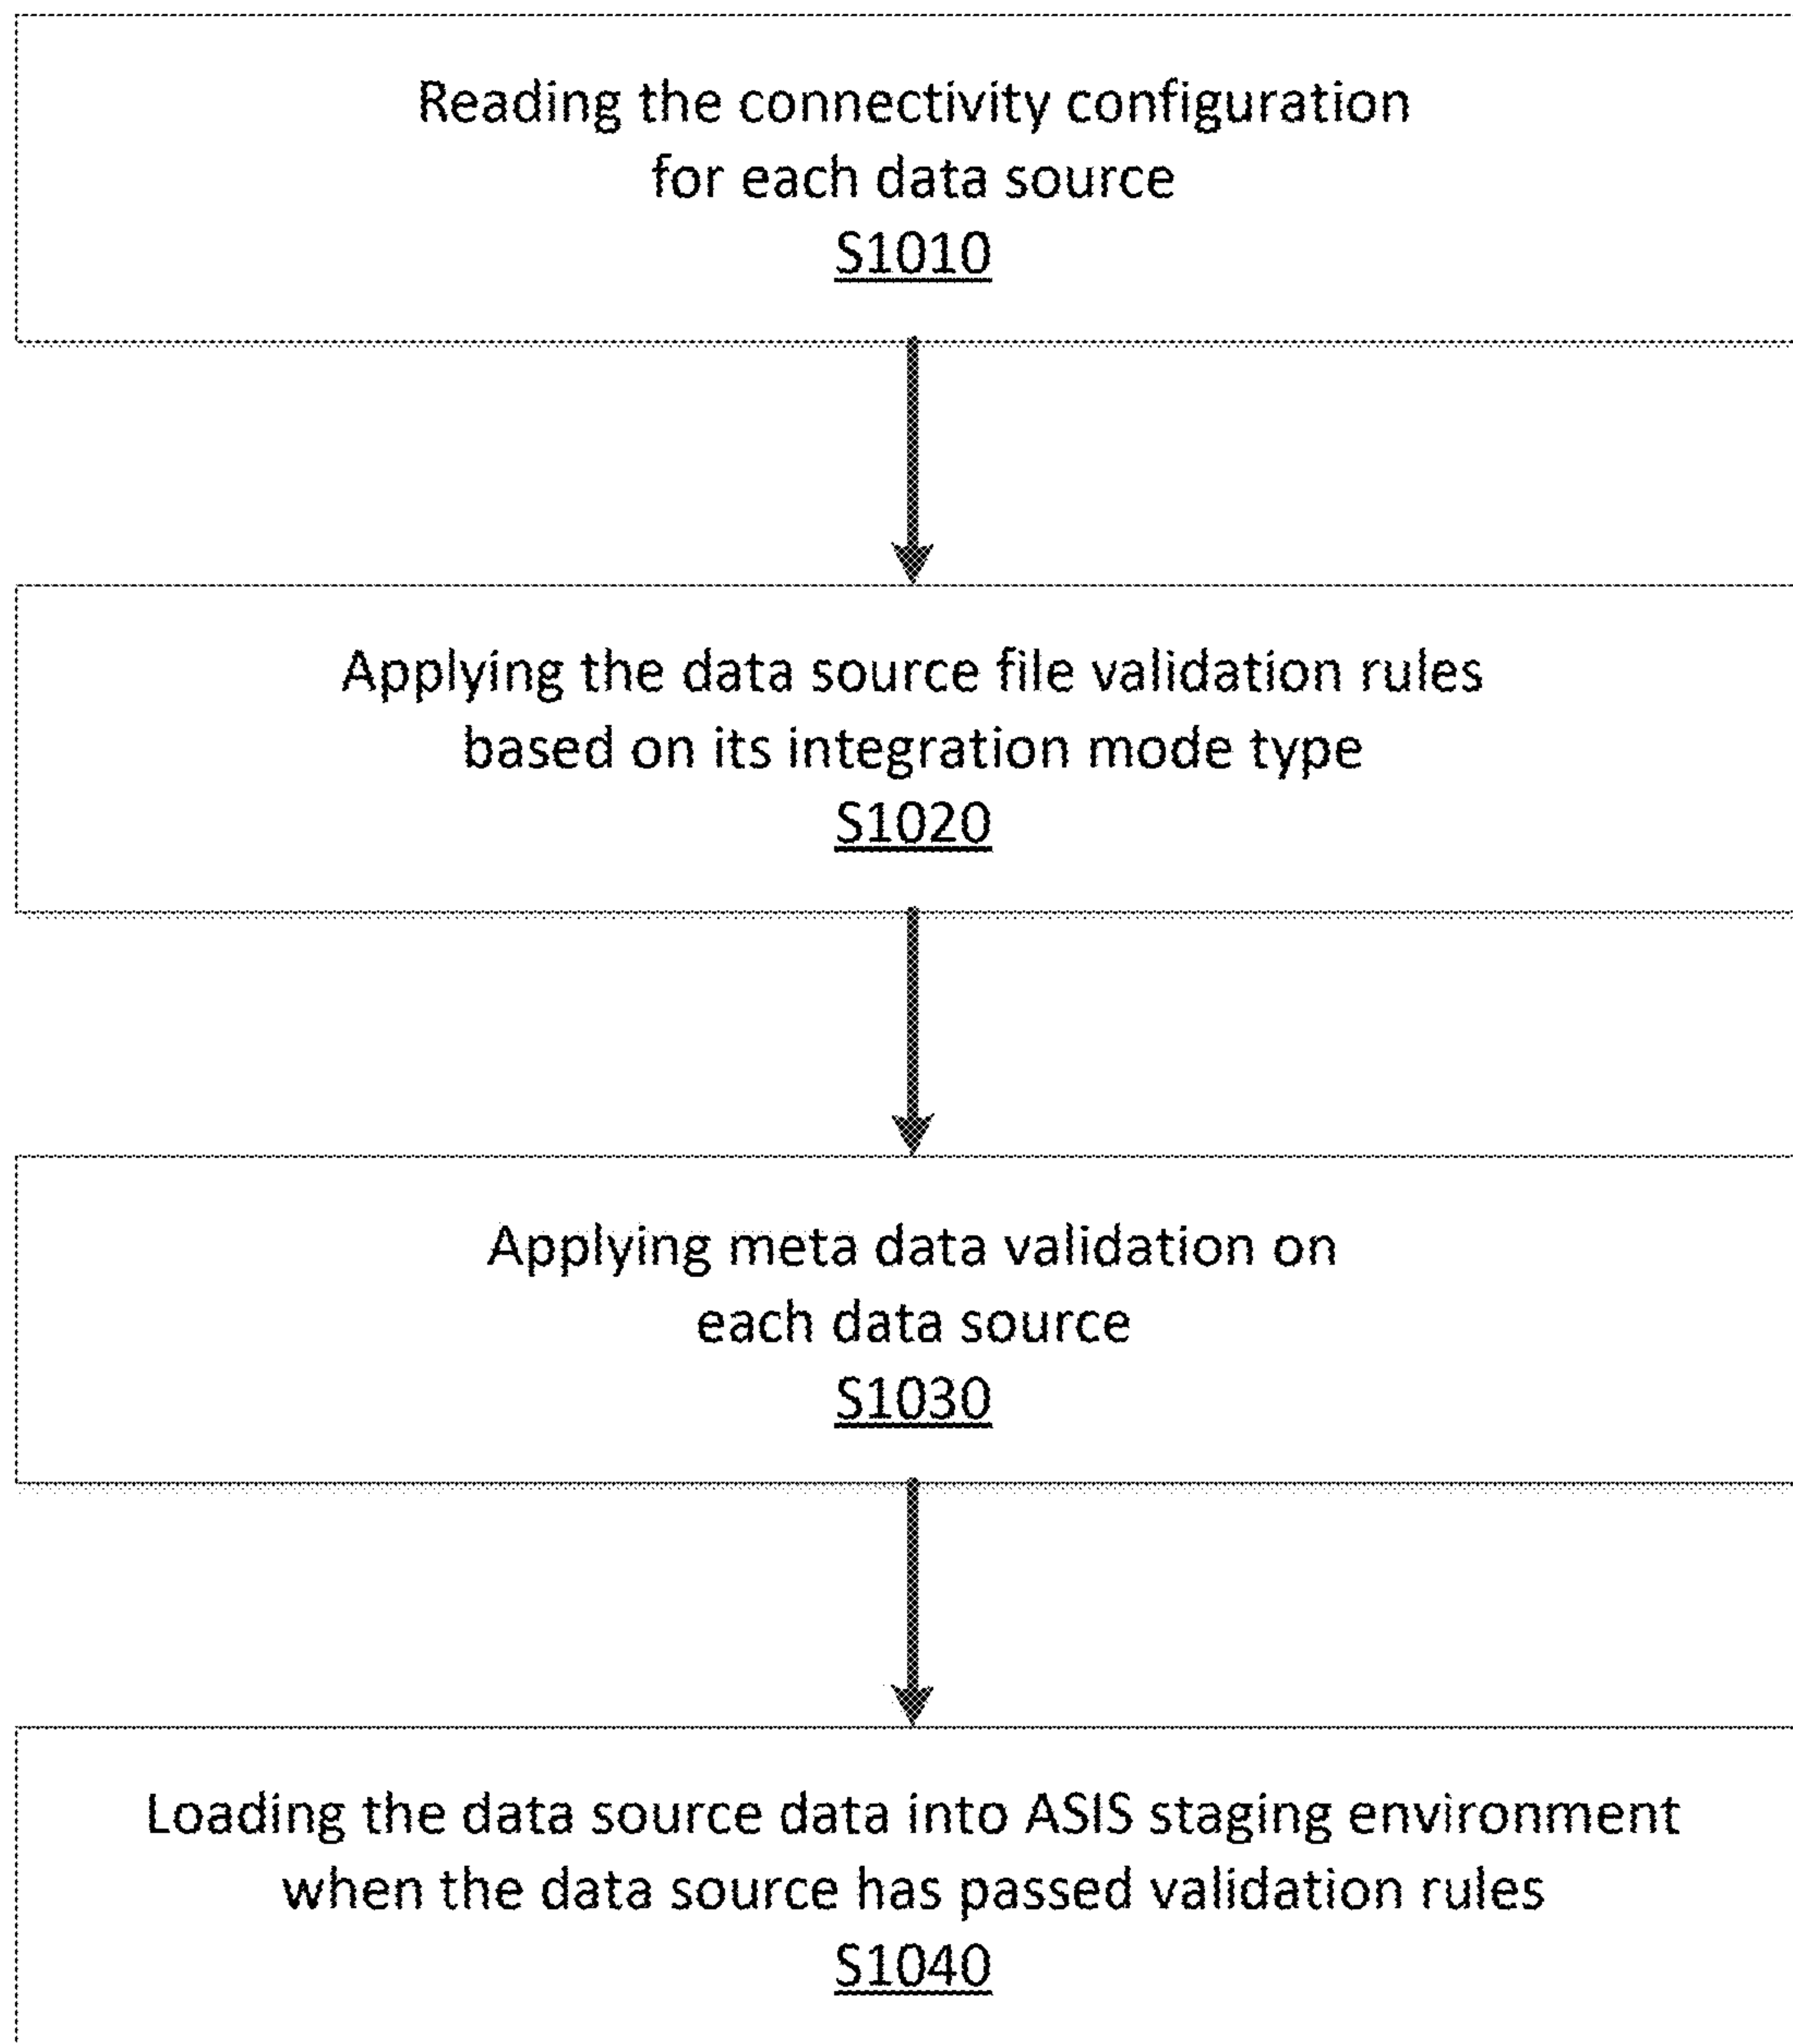 Reading the connectivity configuration
for each data source
S1010
Applying the data source file validation rules
based on its integration mode type
S1020
Applying meta data validation on
each data source
S1030
Loading the data source data into ASIS staging environment
when the data source has passed validation rules
S1040